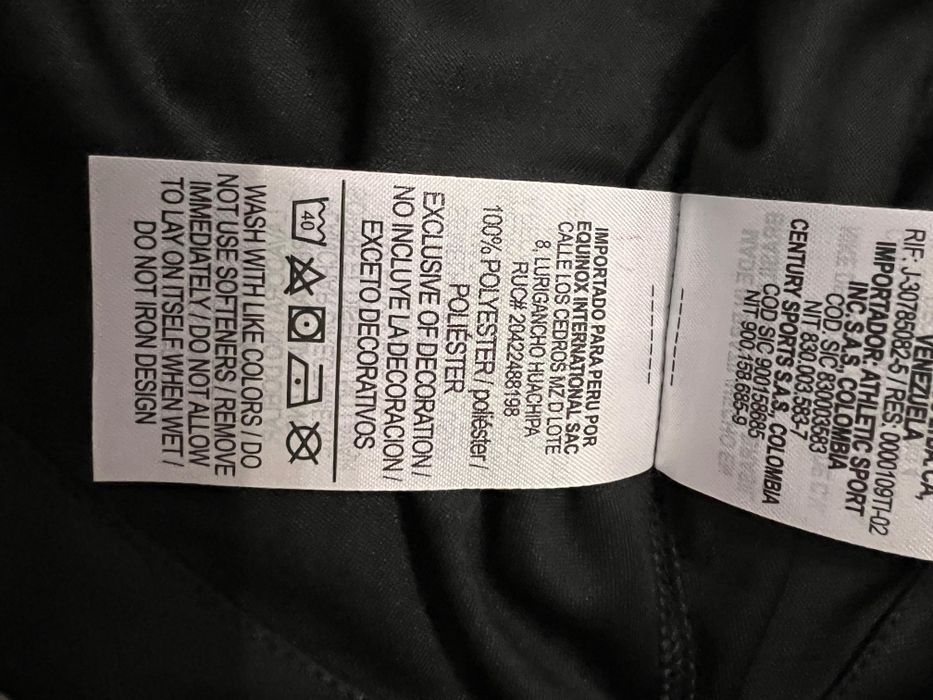 CA,
VENEZIELA
RIF: J-30785082-5 / RES: 0000109TI-02
IMPORTADOR: ATHLETIC SPORT
INC, S.A.S. COLOMBIA
COD SIC 830003583
NIT 830.003.583-7
CENTURY SPORTS S.A.S. COLOMBIA
COD SIC 900158685
NIT 900.158.685-9
IMPORTADO PARA PERU POR
EQUINOX INTERNATIONAL SAC
CALLE LOS CEDROS MZ D LOTE
8 LURIGANCHO HUACHIPA
RUC# 20422488198
100% POLYESTER / poliéster /
POLIÉSTER
EXCLUSIVE OF DECORATION /
NO INCLUYE LA DECORACION /
EXCETO DECORATIVOS
40
WASH WITH LIKE COLORS / DO
NOT USE SOFTENERS / REMOVE
IMMEDIATELY / DO NOT ALLOW
TO LAY ON ITSELF WHEN WET /
DO NOT IRON DESIGN